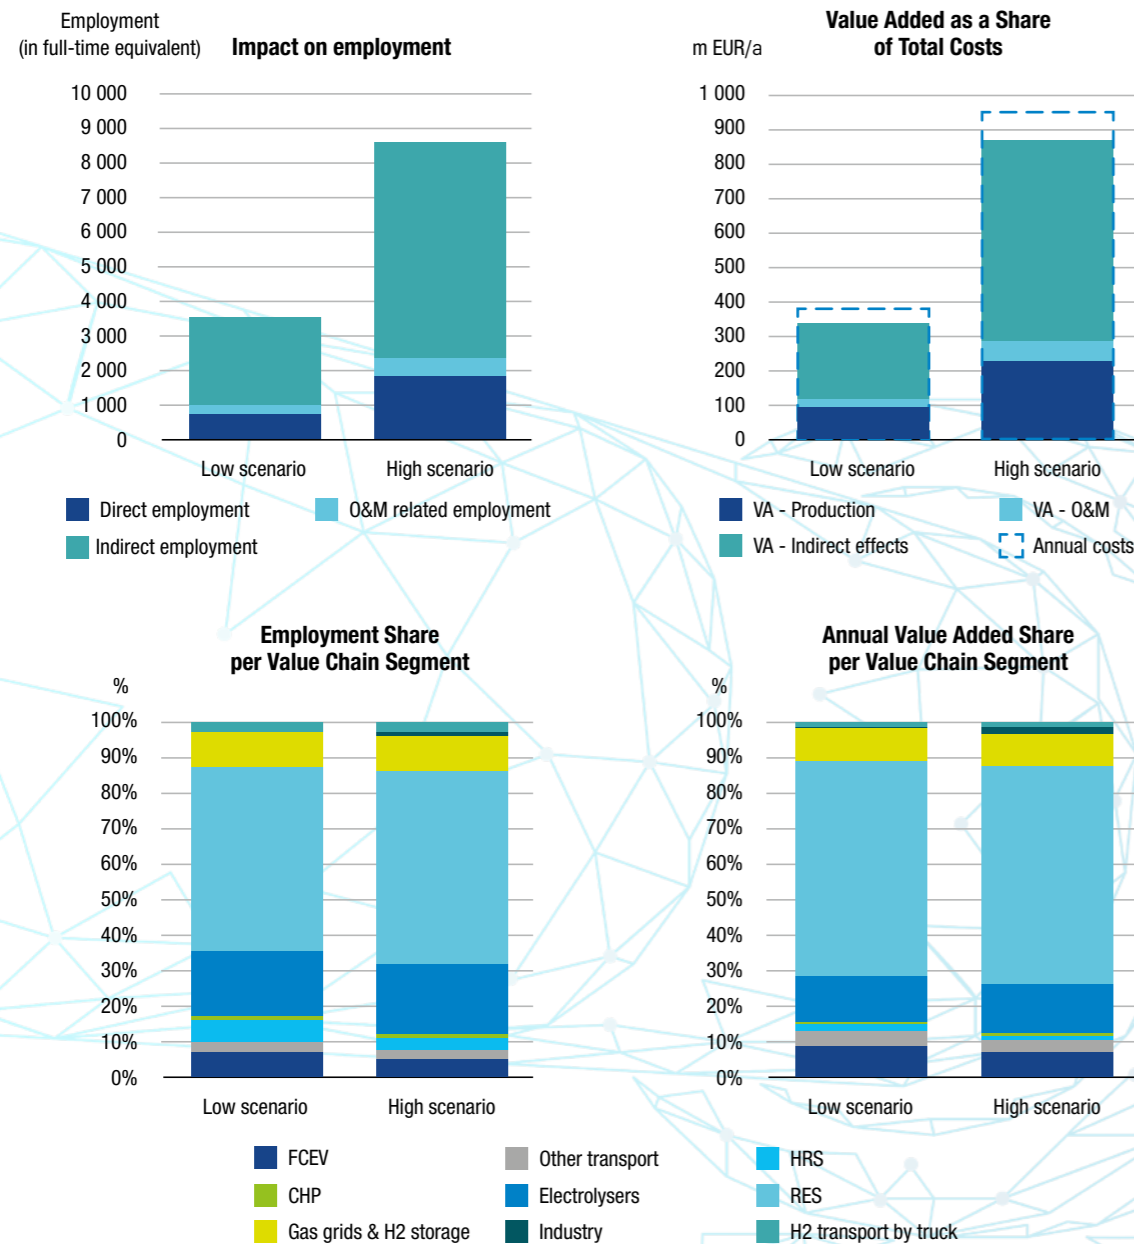 Employment
(in full-time equivalent)
Impact on employment
10 000
9 000
8 000
7 000
6 000
5 000
4 000
3 000
2 000
1 000
0
Low scenario
High scenario
Direct employment
O&M related employment
Indirect employment
Value Added as a Share
of Total Costs
m EUR/a
1 000
900
800
700
600
500
400
300
200
100
0
Low scenario
High scenario
VA - Production
VA - O&M
VA - Indirect effects
Annual costs
Employment Share
per Value Chain Segment
%
100%
90%
80%
70%
60%
50%
40%
30%
20%
10%
0%
Low scenario
High scenario
Annual Value Added Share
per Value Chain Segment
%
100%
90%
80%
70%
60%
50%
40%
30%
20%
10%
0%
Low scenario
High scenario
FCEV
Other transport
HRS
CHP
Electrolysers
RES
Gas grids & H2 storage
Industry
H2 transport by truck